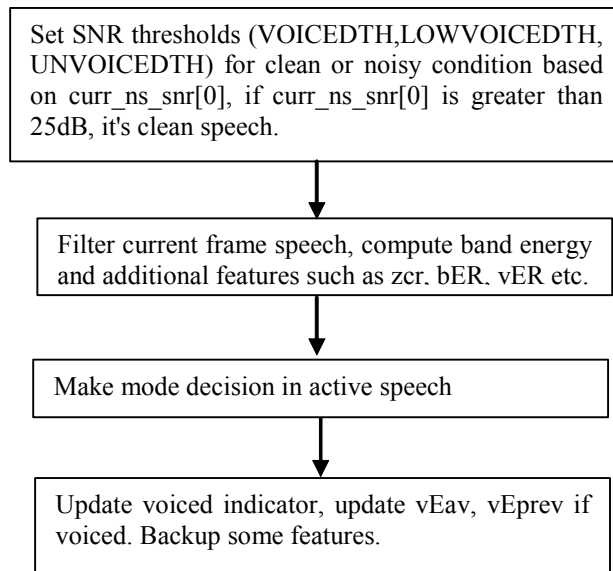 Set SNR thresholds (VOICEDTH,LOWVOICEDTH,
UNVOICEDTH) for clean or noisy condition based
on curr_ns_snr[0], if curr_ns_snr[0] is greater than
25dB, it's clean speech.
Filter current frame speech, compute band energy
and additional features such as zcr, bER, vER etc.
Make mode decision in active speech
Update voiced indicator, update vEav, vEprev if
voiced. Backup some features.